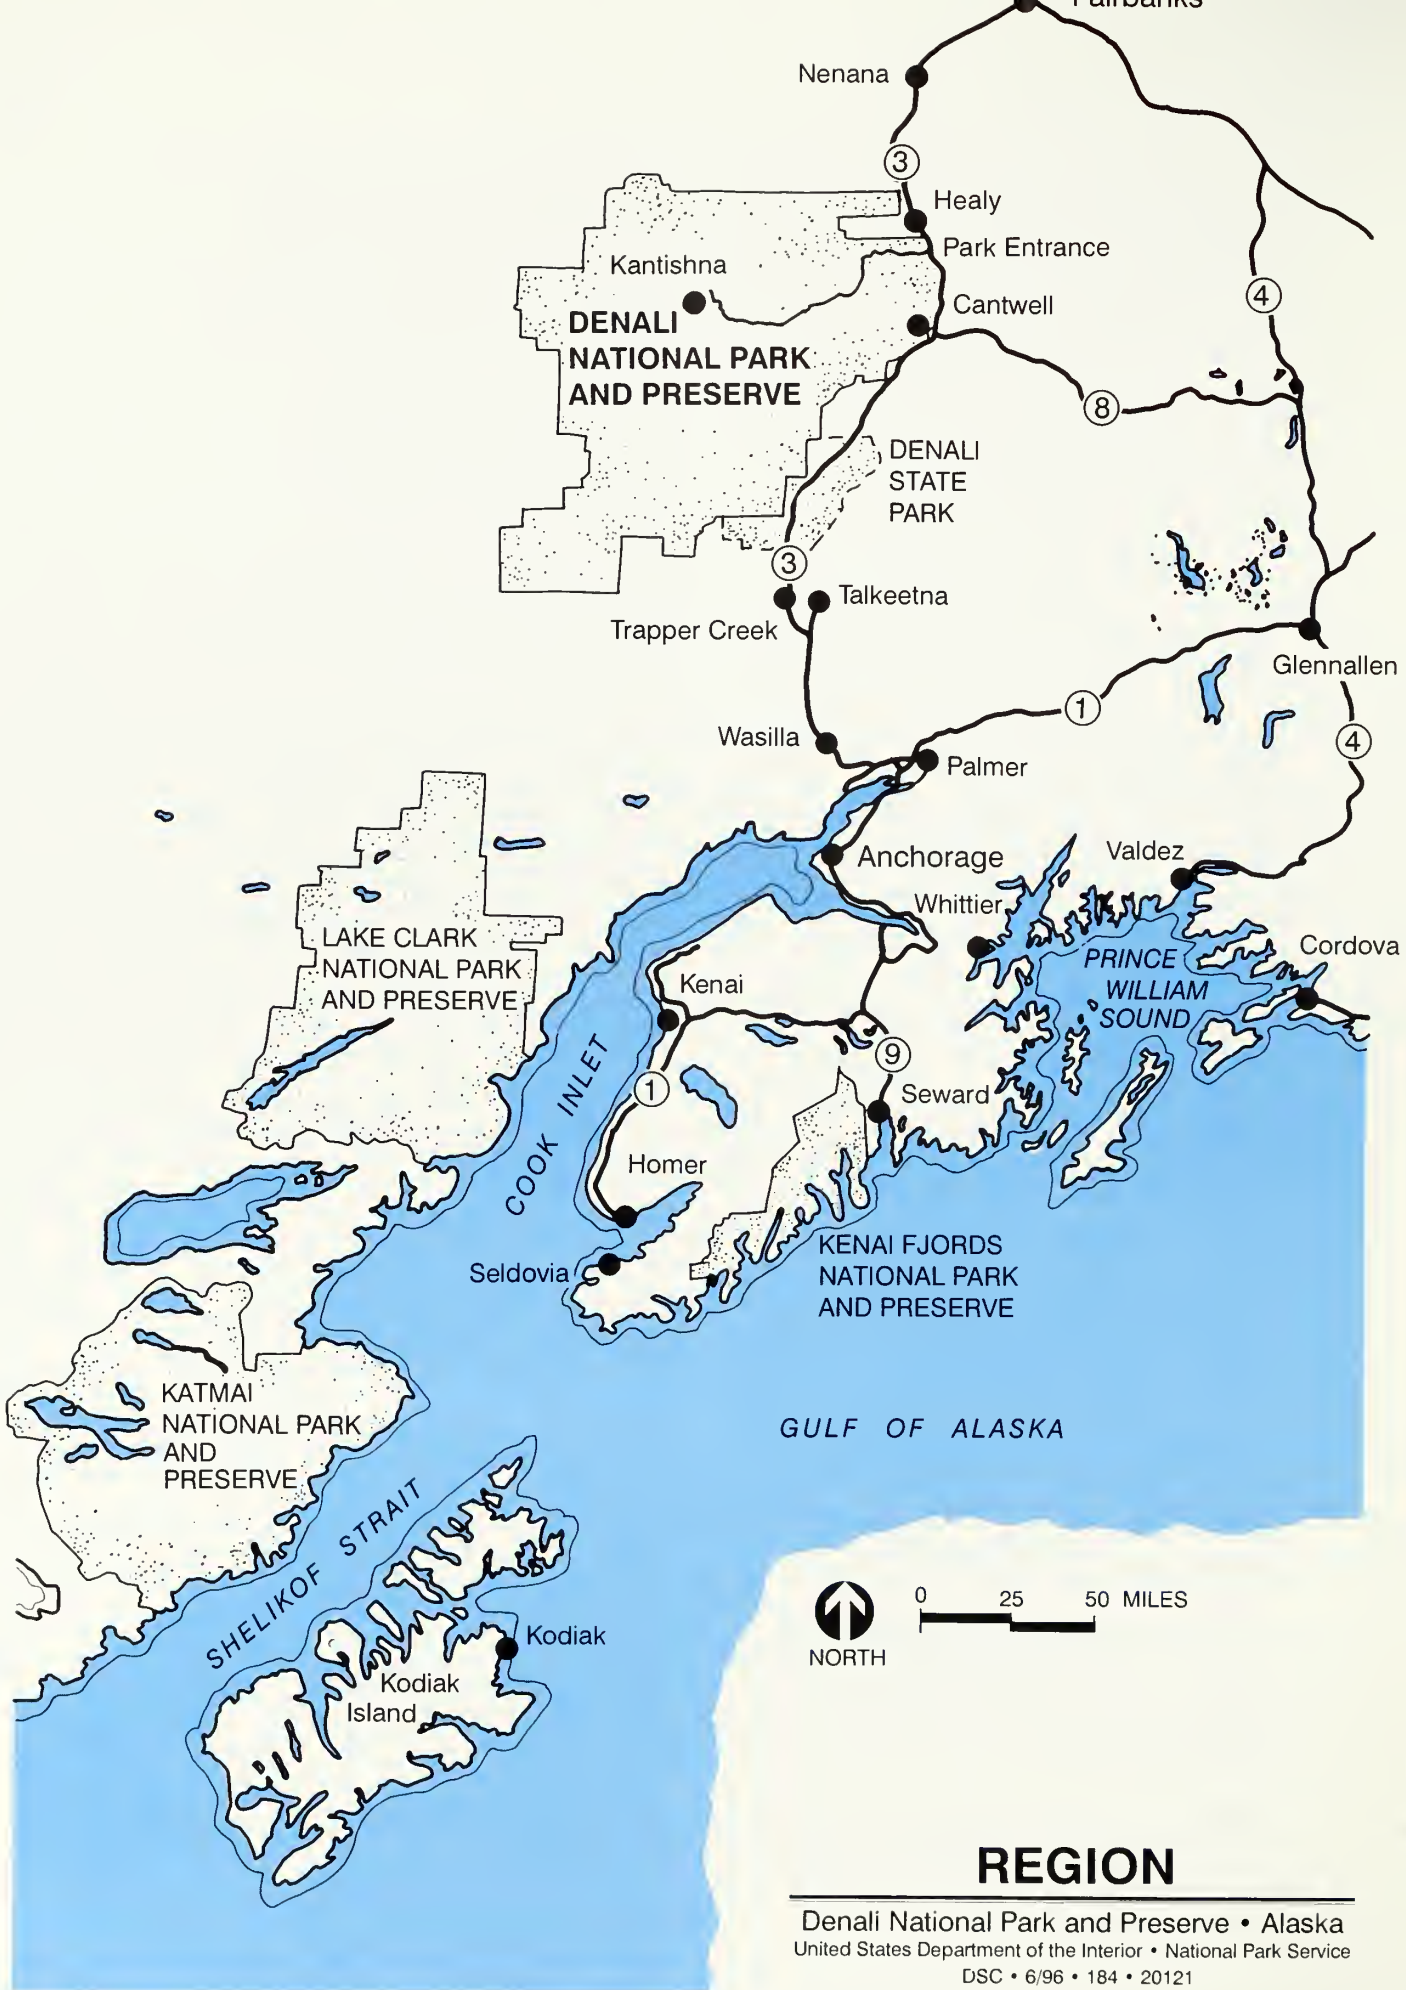 Fairbanks
Nenana
3
Healy
Park Entrance
Kantishna
Cantwell
4
DENALI
NATIONAL PARK
AND PRESERVE
8
DENALI
STATE
PARK
3
Talkeetna
Trapper Creek
Glennallen
1
Wasilla
4
Palmer
Anchorage
Valdez
Whittier
LAKE CLARK
NATIONAL PARK
AND PRESERVE
Cordova
PRINCE
WILLIAM
SOUND
Kenai
COOK INLET
9
1
Seward
Homer
KENAI FJORDS
NATIONAL PARK
AND PRESERVE
Seldovia
KATMAI
NATIONAL PARK
AND
PRESERVE
GULF OF ALASKA
SHELIKOF STRAIT
Kodiak
Kodiak
Island
NORTH
0 25 50 MILES
REGION
Denali National Park and Preserve • Alaska
United States Department of the Interior • National Park Service
DSC • 6/96 • 184 • 20121